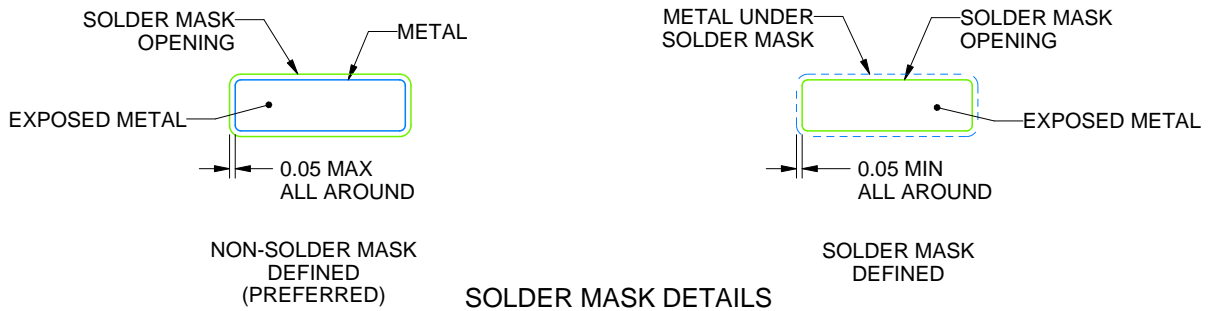 SOLDER MASK
OPENING
METAL
EXPOSED METAL
0.05 MAX
ALL AROUND
NON-SOLDER MASK
DEFINED
(PREFERRED)
METAL UNDER
SOLDER MASK
SOLDER MASK
OPENING
EXPOSED METAL
0.05 MIN
ALL AROUND
SOLDER MASK
DEFINED
SOLDER MASK DETAILS